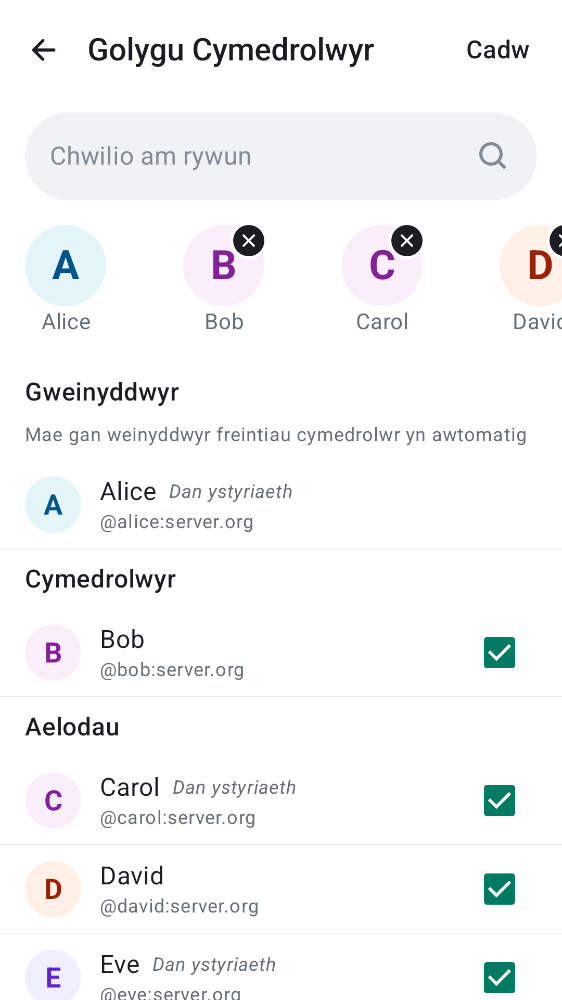 Golygu Cymedrolwyr
Cadw
Chwilio am rywun
A
B
C
D
Alice
Bob
Carol
Gweinyddwyr
Mae gan weinyddwyr freintiau cymedrolwr yn awtomatig
A
Alice Dan ystyriaeth
@alice:server.org
Cymedrolwyr
B
Bob
@bob:server.org
Aelodau
C
Carol Dan ystyriaeth
@carol:server.org
D
David
@david:server.org
E
Eve Dan ystyriaeth
@eve:server.org